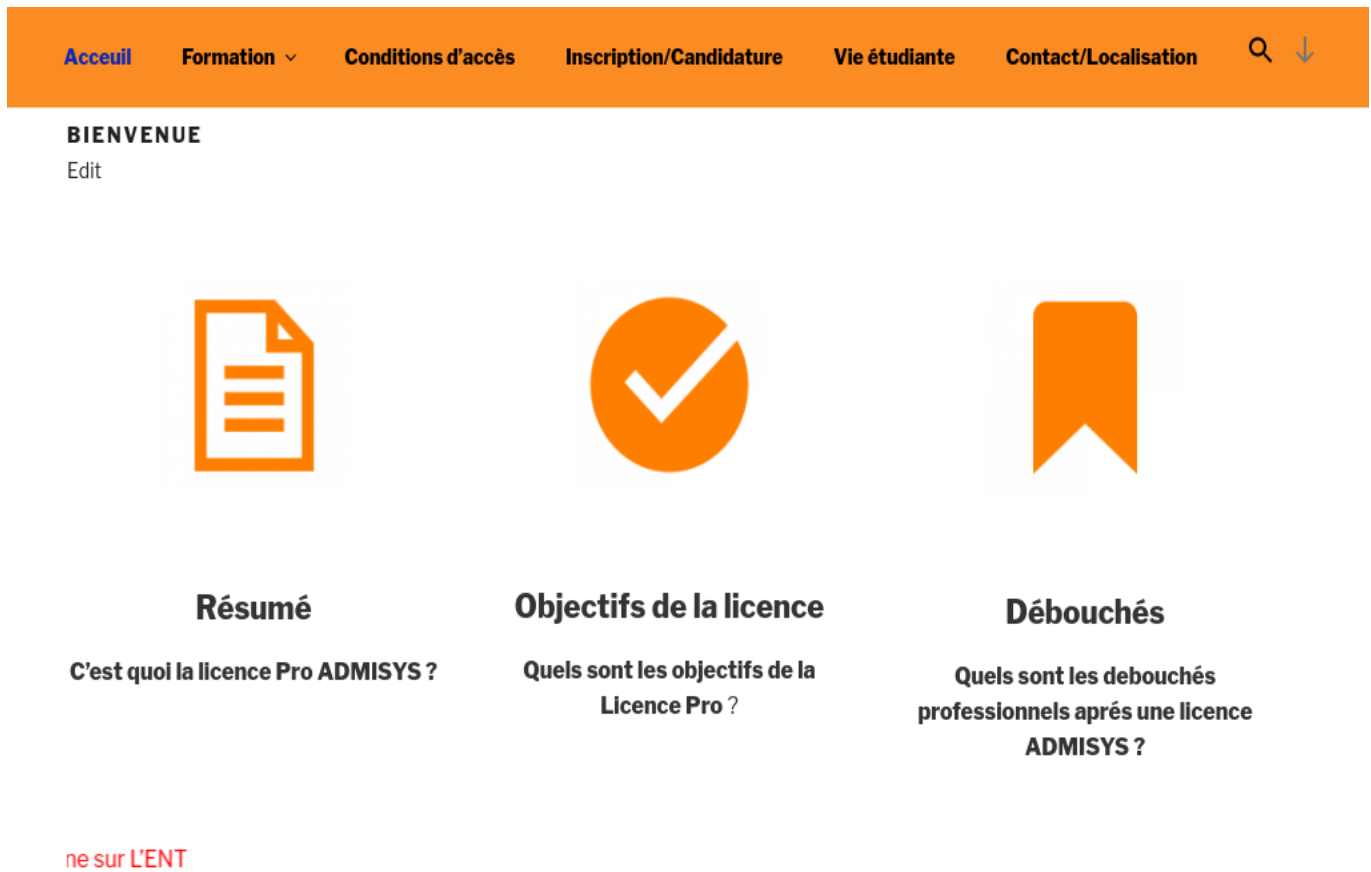 Acceuil Formation Conditions d'accès Inscription/Candidature Vie étudiante Contact/Localisation
BIENVENUE
Edit
Résumé
C'est quoi la licence Pro ADMISYS ?
Objectifs de la licence
Quels sont les objectifs de la
Licence Pro ?
Débouchés
Quels sont les debouchés
professionnels aprés une licence
ADMISYS ?
ne sur L'ENT